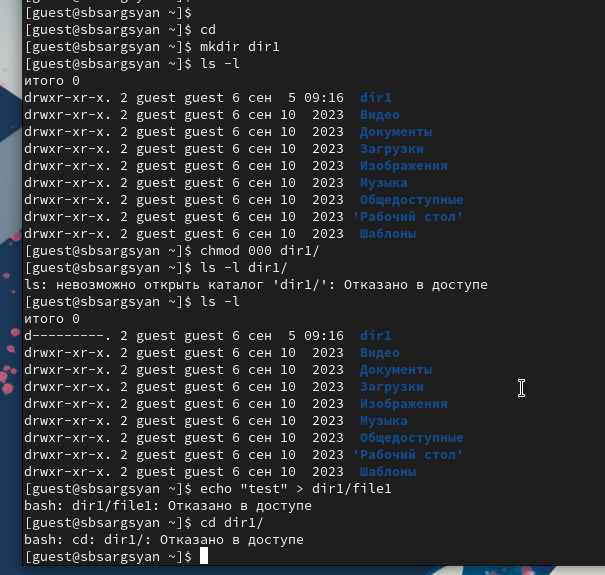 [guest@sbsargsyan ~]$
[guest@sbsargsyan ~]$ cd
[guest@sbsargsyan ~]$ mkdir dir1
[guest@sbsargsyan ~]$ ls -l
итого 0
drwxr-xr-x. 2 guest guest 6 сен  5 09:16  dir1
drwxr-xr-x. 2 guest guest 6 сен 10  2023  Видео
drwxr-xr-x. 2 guest guest 6 сен 10  2023  Документы
drwxr-xr-x. 2 guest guest 6 сен 10  2023  Загрузки
drwxr-xr-x. 2 guest guest 6 сен 10  2023  Изображения
drwxr-xr-x. 2 guest guest 6 сен 10  2023  Музыка
drwxr-xr-x. 2 guest guest 6 сен 10  2023  Общедоступные
drwxr-xr-x. 2 guest guest 6 сен 10  2023 'Рабочий стол'
drwxr-xr-x. 2 guest guest 6 сен 10  2023  Шаблоны
[guest@sbsargsyan ~]$ chmod 000 dir1/
[guest@sbsargsyan ~]$ ls -l dir1/
ls: невозможно открыть каталог 'dir1/': Отказано в доступе
[guest@sbsargsyan ~]$ ls -l
итого 0
d---------. 2 guest guest 6 сен  5 09:16  dir1
drwxr-xr-x. 2 guest guest 6 сен 10  2023  Видео
drwxr-xr-x. 2 guest guest 6 сен 10  2023  Документы
drwxr-xr-x. 2 guest guest 6 сен 10  2023  Загрузки
drwxr-xr-x. 2 guest guest 6 сен 10  2023  Изображения
drwxr-xr-x. 2 guest guest 6 сен 10  2023  Музыка
drwxr-xr-x. 2 guest guest 6 сен 10  2023  Общедоступные
drwxr-xr-x. 2 guest guest 6 сен 10  2023 'Рабочий стол'
drwxr-xr-x. 2 guest guest 6 сен 10  2023  Шаблоны
[guest@sbsargsyan ~]$ echo "test" > dir1/file1
bash: dir1/file1: Отказано в доступе
[guest@sbsargsyan ~]$ cd dir1/
bash: cd: dir1/: Отказано в доступе
[guest@sbsargsyan ~]$